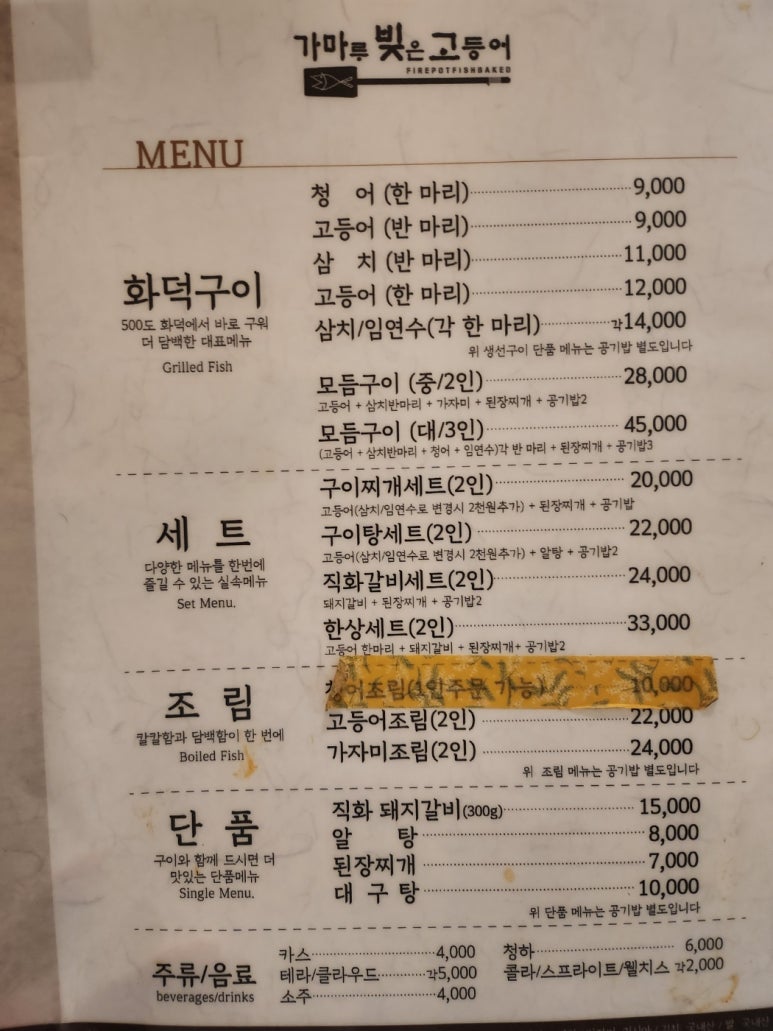 가마루 빚은 고등어
FIREPOTFISHBAKED
MENU
화덕구이
500도 화덕에서 바로 구워
더 담백한 대표메뉴
Grilled Fish
청 어 (한 마리) 9,000
고등어 (반 마리) 9,000
삼 치 (반 마리) 11,000
고등어 (한 마리) 12,000
삼치/임연수(각 한 마리) 각14,000
위 생선구이 단품 메뉴는 공기밥 별도입니다
모듬구이 (중/2인) 28,000
고등어 + 삼치반마리 + 가자미 + 된장찌개 + 공기밥2
모듬구이 (대/3인) 45,000
(고등어 + 삼치반마리 + 청어 + 임연수)각 반 마리 + 된장찌개 + 공기밥3
세 트
다양한 메뉴를 한번에
즐길 수 있는 실속메뉴
Set Menu.
구이찌개세트(2인) 20,000
고등어(삼치/임연수로 변경시 2천원추가) + 된장찌개 + 공기밥
구이탕세트(2인) 22,000
고등어(삼치/임연수로 변경시 2천원추가) + 알탕 + 공기밥2
직화갈비세트(2인) 24,000
돼지갈비 + 된장찌개 + 공기밥2
한상세트(2인) 33,000
고등어 한마리 + 돼지갈비 + 된장찌개+ 공기밥2
조 림
칼칼함과 담백함이 한 번에
Boiled Fish
청어조림(1인주문 가능) 10,000
고등어조림(2인) 22,000
가자미조림(2인) 24,000
위 조림 메뉴는 공기밥 별도입니다
단 품
구이와 함께 드시면 더
맛있는 단품메뉴
Single Menu.
직화 돼지갈비(300g) 15,000
알 탕 8,000
된장찌개 7,000
대 구 탕 10,000
위 단품 메뉴는 공기밥 별도입니다
주류/음료
beverages/drinks
카스 4,000
테라/클라우드 각5,000
소주 4,000
청하 6,000
콜라/스프라이트/웰치스 각2,000